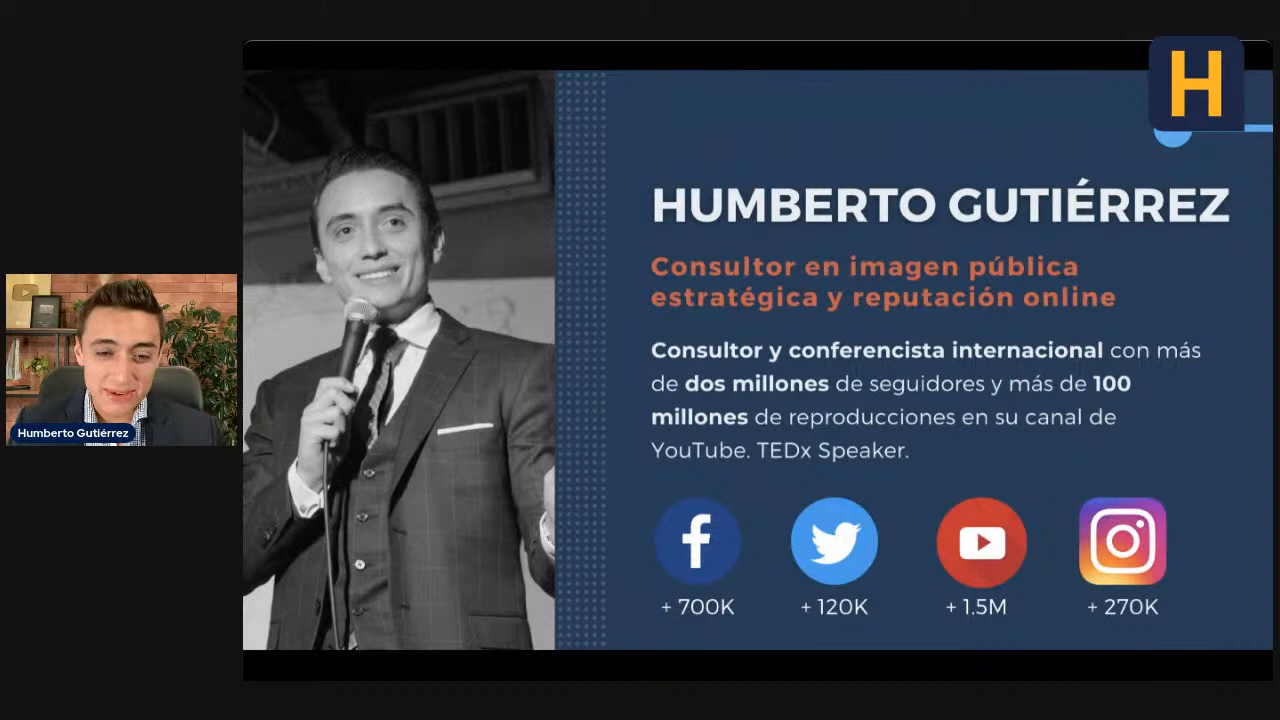 H
HUMBERTO GUTIÉRREZ
Consultor en imagen pública
estratégica y reputación online
Consultor y conferencista internacional con más
de dos millones de seguidores y más de 100
millones de reproducciones en su canal de
YouTube. TEDx Speaker.
+ 700K
+ 120K
+ 1.5M
+ 270K
Humberto Gutiérrez